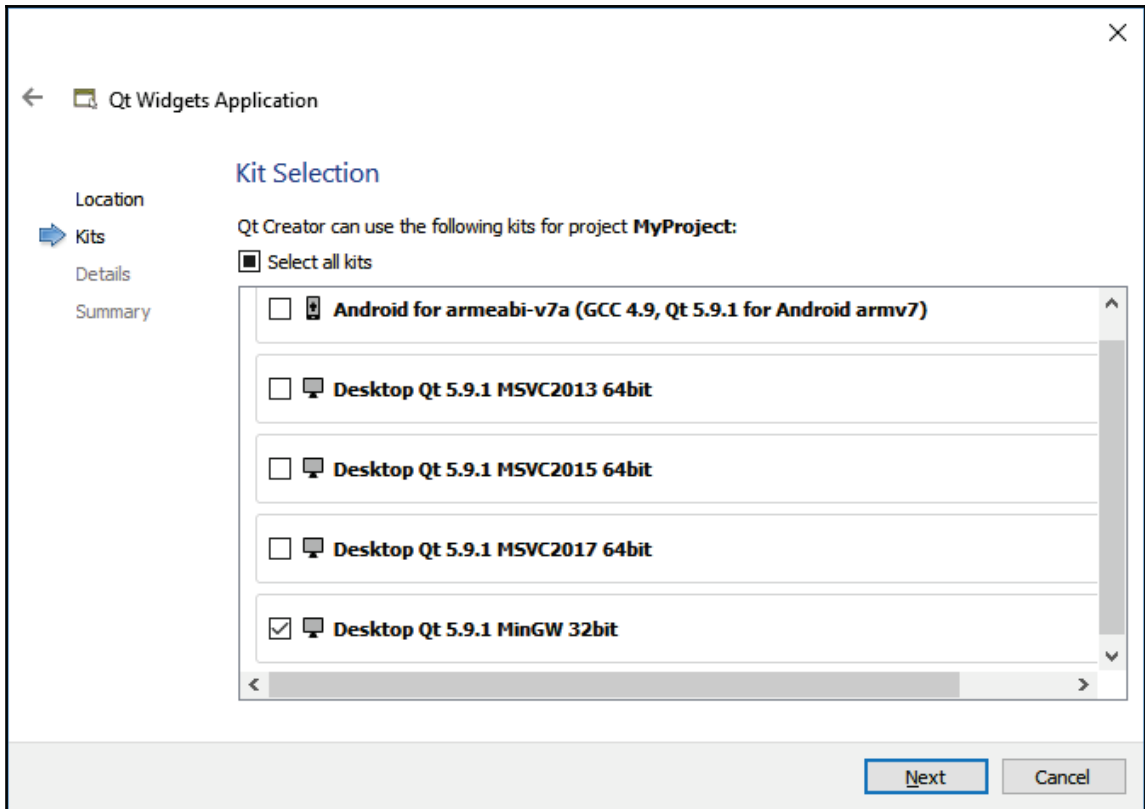 Qt Widgets Application
Location
Kits
Details
Summary
Kit Selection
Qt Creator can use the following kits for project MyProject:
Select all kits
Android for armeabi-v7a (GCC 4.9, Qt 5.9.1 for Android armv7)
Desktop Qt 5.9.1 MSVC2013 64bit
Desktop Qt 5.9.1 MSVC2015 64bit
Desktop Qt 5.9.1 MSVC2017 64bit
Desktop Qt 5.9.1 MinGW 32bit
Next
Cancel